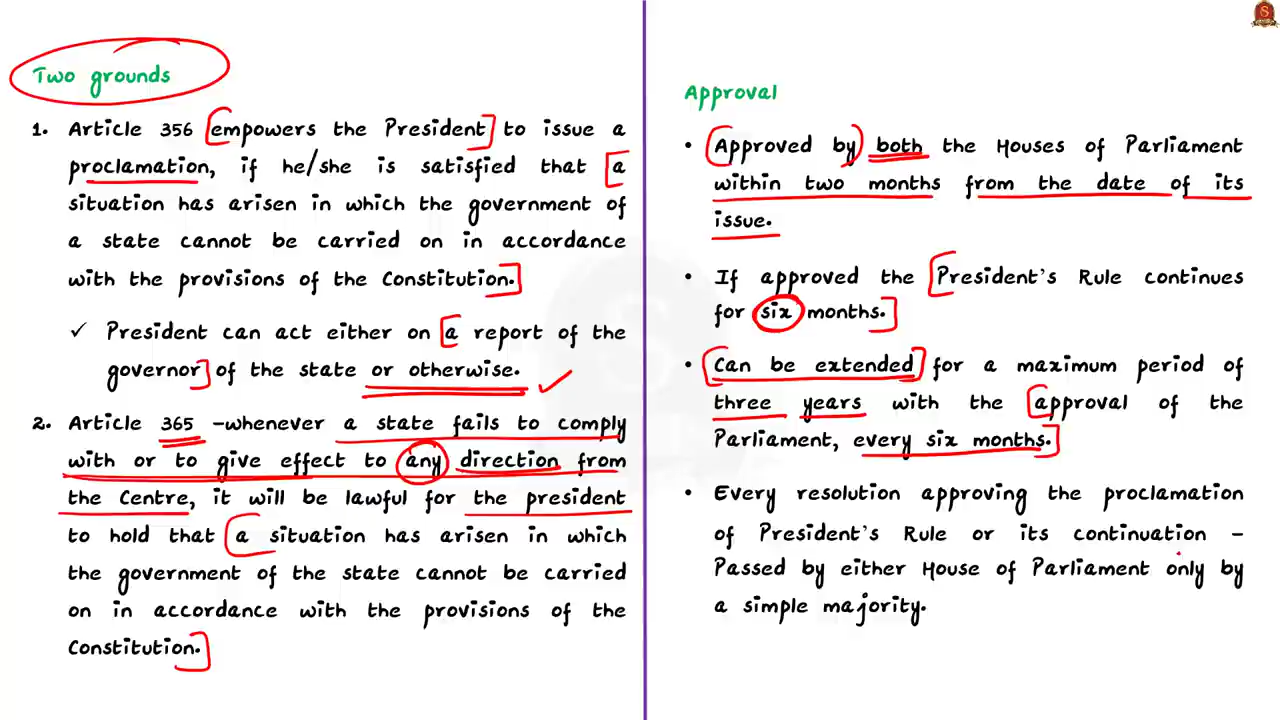 Two grounds
1. Article 356 empowers the President to issue a
proclamation, if he/she is satisfied that a
situation has arisen in which the government of
a state cannot be carried on in accordance
with the provisions of the Constitution.
✓ President can act either on a report of the
governor of the state or otherwise.
2. Article 365 -whenever a state fails to comply
with or to give effect to any direction from
the Centre, it will be lawful for the president
to hold that a situation has arisen in which
the government of the state cannot be carried
on in accordance with the provisions of the
Constitution.
Approval
• Approved by both the Houses of Parliament
within two months from the date of its
issue.
• If approved the President's Rule continues
for six months.
• Can be extended for a maximum period of
three years with the approval of the
Parliament, every six months.
• Every resolution approving the proclamation
of President's Rule or its continuation –
Passed by either House of Parliament only by
a simple majority.